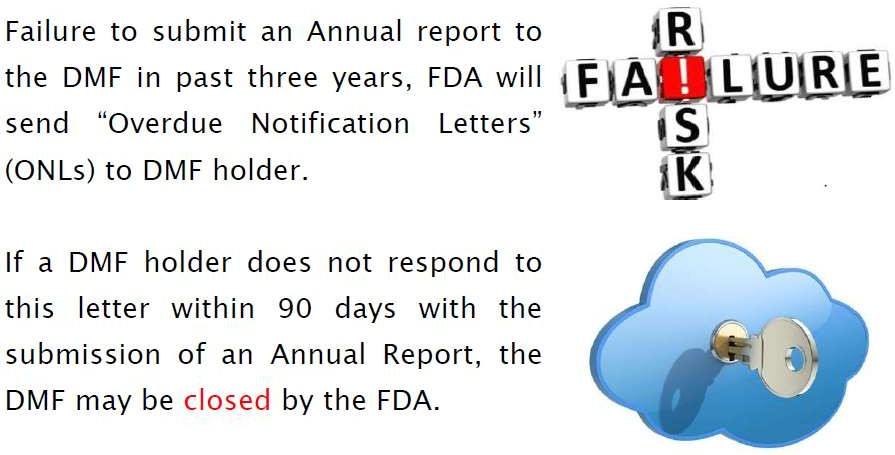 Failure to submit an Annual report to
the DMF in past three years, FDA will
send “Overdue Notification Letters”
(ONLs) to DMF holder.
R
FA!LURE
S
K
If a DMF holder does not respond to
this letter within 90 days with the
submission of an Annual Report, the
DMF may be closed by the FDA.